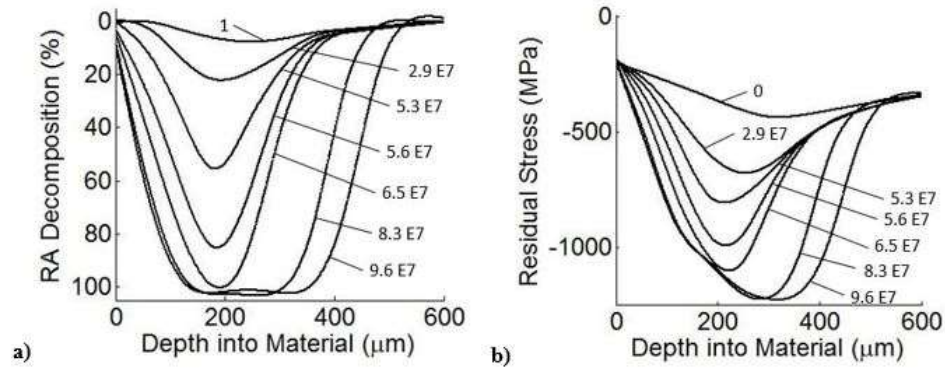 0
20
40
60
80
100
RA Decomposition (%)
1
2.9 E7
5.3 E7
5.6 E7
6.5 E7
8.3 E7
9.6 E7
0
200
400
600
Depth into Material (μm)
a)
0
-500
-1000
Residual Stress (MPa)
0
2.9 E7
5.3 E7
5.6 E7
6.5 E7
8.3 E7
9.6 E7
0
200
400
600
Depth into Material (μm)
b)